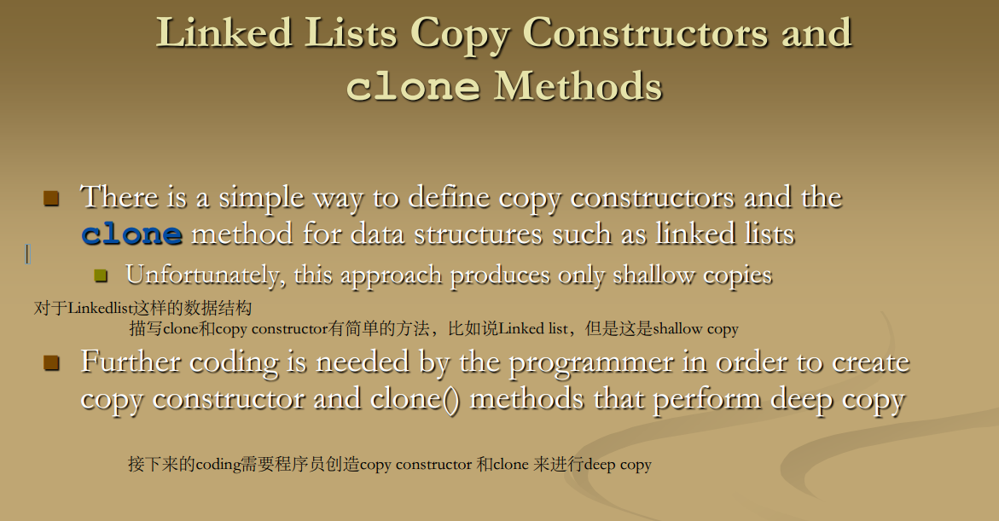 Linked Lists Copy Constructors and
clone Methods
There is a simple way to define copy constructors and the
clone method for data structures such as linked lists
Unfortunately, this approach produces only shallow copies
对于Linkedlist这样的数据结构
描写clone和copy constructor有简单的方法，比如说Linked list，但是这是shallow copy
Further coding is needed by the programmer in order to create
copy constructor and clone() methods that perform deep copy
接下来的coding需要程序员创造copy constructor 和clone 来进行deep copy